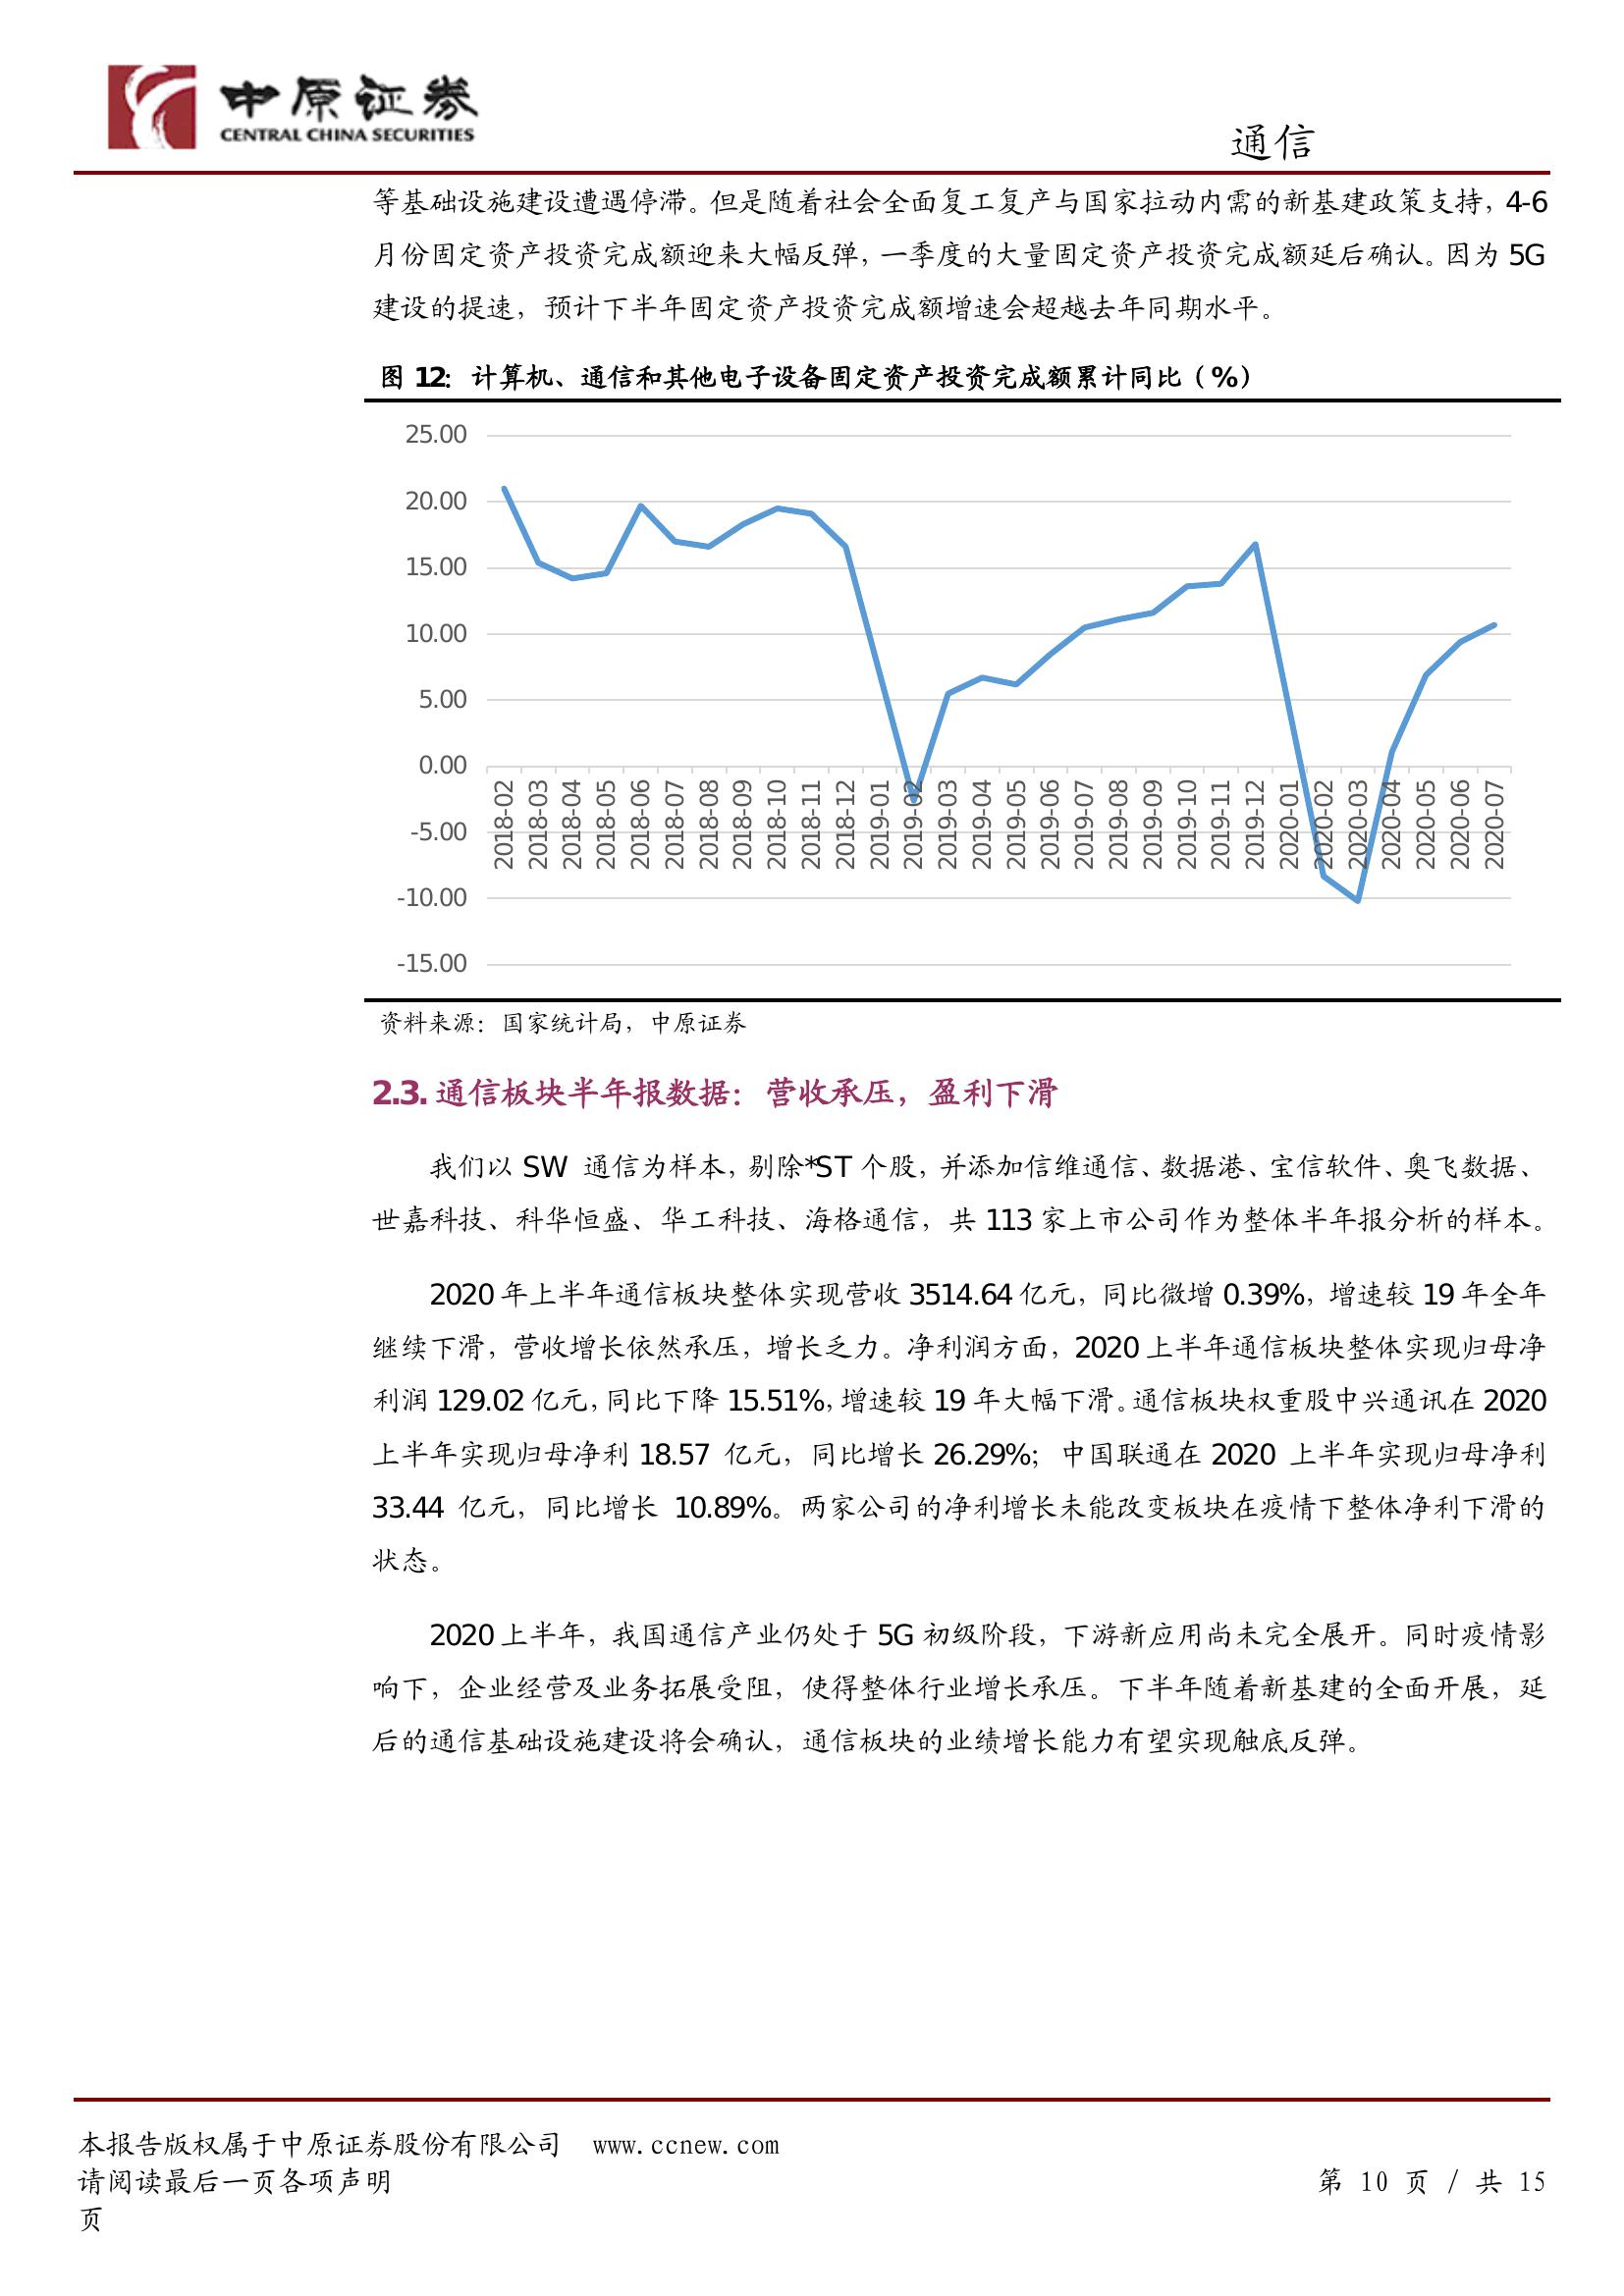 中原证券
CENTRAL CHINA SECURITIES
通信
等基础设施建设遭遇停滞。但是随着社会全面复工复产与国家拉动内需的新基建政策支持，4-6
月份固定资产投资完成额迎来大幅反弹，一季度的大量固定资产投资完成额延后确认。因为 5G
建设的提速，预计下半年固定资产投资完成额增速会超越去年同期水平。
图 12：计算机、通信和其他电子设备固定资产投资完成额累计同比（%）
25.00
20.00
15.00
10.00
5.00
0.00
-5.00
-10.00
-15.00
2018-02
2018-03
2018-04
2018-05
2018-06
2018-07
2018-08
2018-09
2018-10
2018-11
2018-12
2019-01
2019-02
2019-03
2019-04
2019-05
2019-06
2019-07
2019-08
2019-09
2019-10
2019-11
2019-12
2020-01
2020-02
2020-03
2020-04
2020-05
2020-06
2020-07
资料来源：国家统计局，中原证券
2.3. 通信板块半年报数据：营收承压，盈利下滑
我们以 SW 通信为样本，剔除*ST 个股，并添加信维通信、数据港、宝信软件、奥飞数据、
世嘉科技、科华恒盛、华工科技、海格通信，共 113 家上市公司作为整体半年报分析的样本。
2020 年上半年通信板块整体实现营收 3514.64 亿元，同比微增 0.39%，增速较 19 年全年
继续下滑，营收增长依然承压，增长乏力。净利润方面，2020 上半年通信板块整体实现归母净
利润 129.02 亿元，同比下降 15.51%，增速较 19 年大幅下滑。通信板块权重股中兴通讯在 2020
上半年实现归母净利 18.57 亿元，同比增长 26.29%；中国联通在 2020 上半年实现归母净利
33.44 亿元，同比增长 10.89%。两家公司的净利增长未能改变板块在疫情下整体净利下滑的
状态。
2020 上半年，我国通信产业仍处于 5G 初级阶段，下游新应用尚未完全展开。同时疫情影
响下，企业经营及业务拓展受阻，使得整体行业增长承压。下半年随着新基建的全面开展，延
后的通信基础设施建设将会确认，通信板块的业绩增长能力有望实现触底反弹。
本报告版权属于中原证券股份有限公司 www.ccnew.com
请阅读最后一页各项声明 第 10 页 / 共 15
页